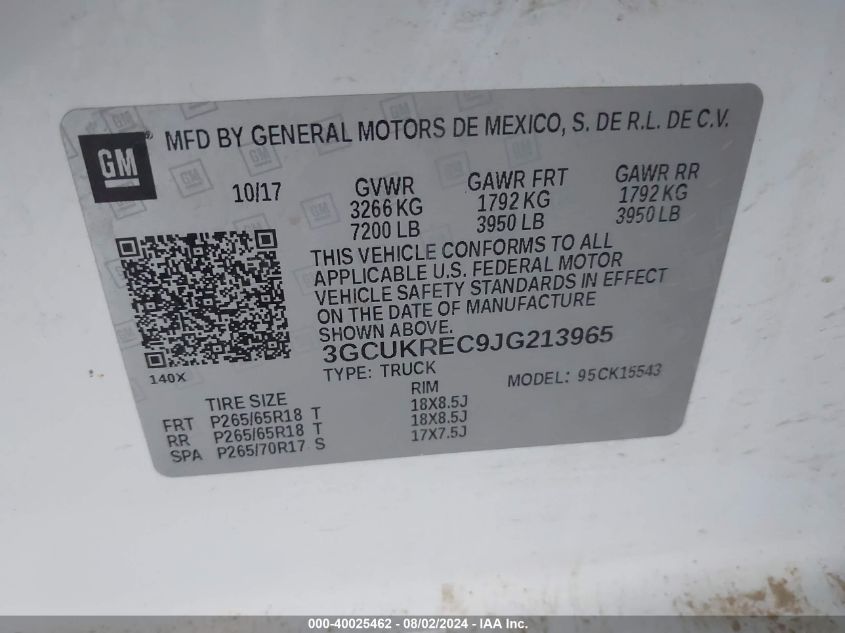 GM ® MFD BY GENERAL MOTORS DE MEXICO, S. DE R.L. DE C.V.
10/17 GVWR GAWR FRT GAWR RR
3266 KG 1792 KG 1792 KG
7200 LB 3950 LB 3950 LB
THIS VEHICLE CONFORMS TO ALL
APPLICABLE U.S. FEDERAL MOTOR
VEHICLE SAFETY STANDARDS IN EFFECT
ON THE DATE OF MANUFACTURE
SHOWN ABOVE.
3GCUKREC9JG213965
140X TYPE: TRUCK MODEL: 95CK15543
TIRE SIZE RIM
FRT P265/65R18 T 18X8.5J
RR P265/65R18 T 18X8.5J
SPA P265/70R17 S 17X7.5J
000-40025462 - 08/02/2024 - IAA Inc.